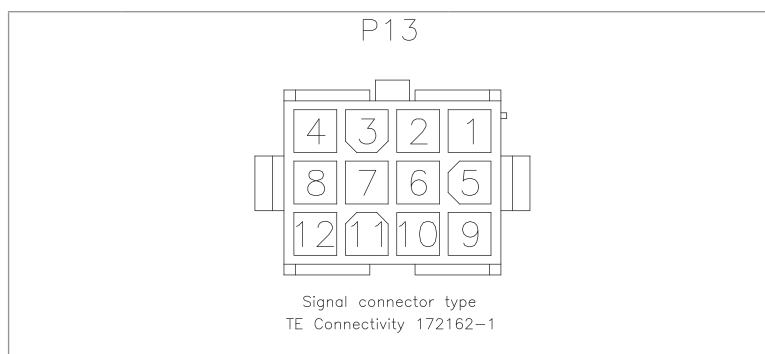 P13
4 3 2 1
8 7 6 5
12 11 10 9
Signal connector type
TE Connectivity 172162-1